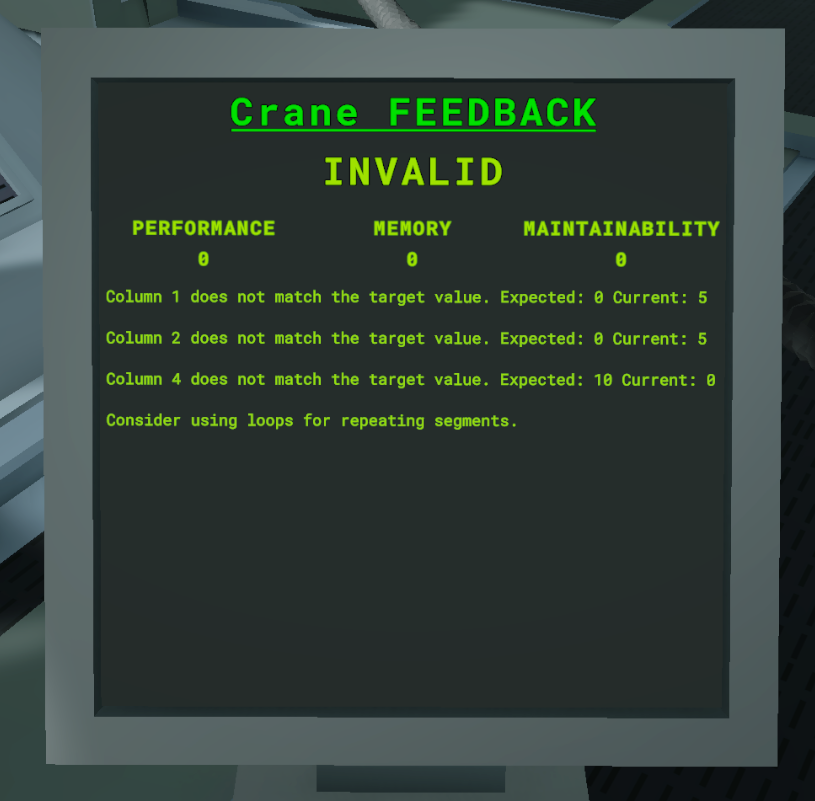 Crane FEEDBACK
INVALID
PERFORMANCE MEMORY MAINTAINABILITY
0 0 0
Column 1 does not match the target value. Expected: 0 Current: 5
Column 2 does not match the target value. Expected: 0 Current: 5
Column 4 does not match the target value. Expected: 10 Current: 0
Consider using loops for repeating segments.